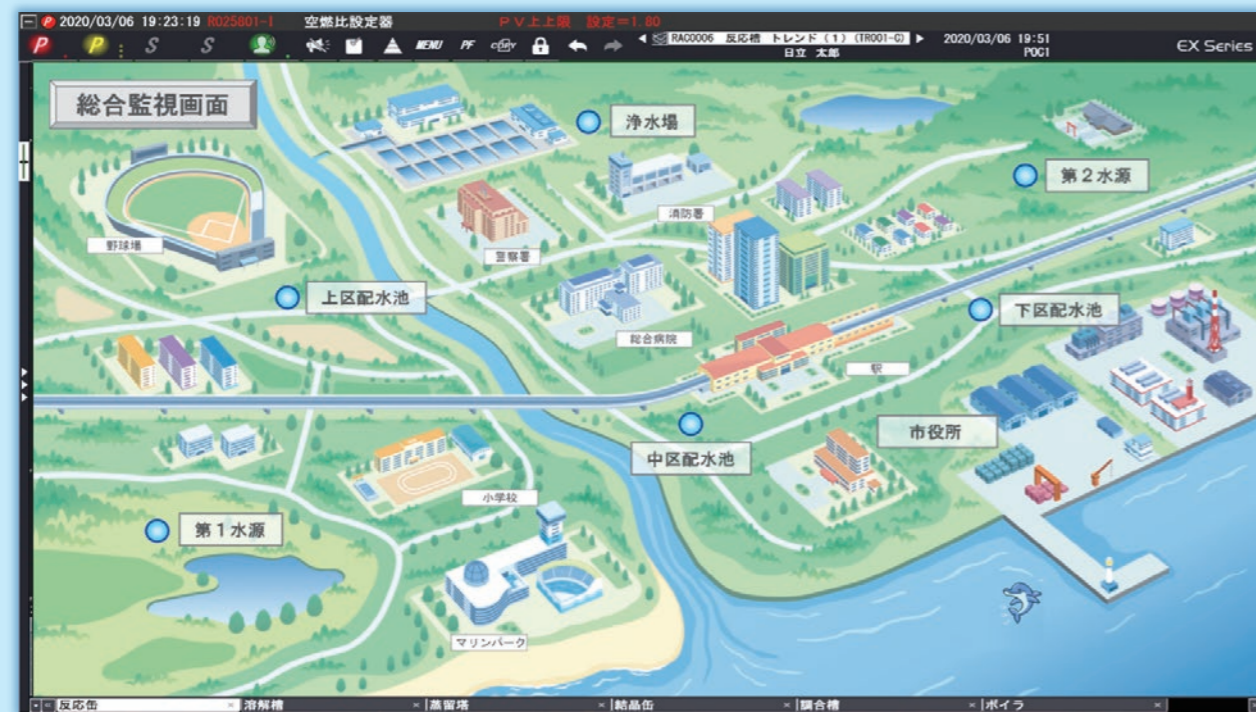 2020/03/06 19:23:19 R025801-I 空燃比設定器 PV上上限 設定=1.80
P P S S MENU PF COPY RAC0006 反応槽 トレンド(1) (TR001-G) 2020/03/06 19:51 EX Series
日立 太郎 POC1
総合監視画面
浄水場
第2水源
消防署
野球場
警察署
上区配水池
下区配水池
総合病院
駅
市役所
中区配水池
小学校
第1水源
マリンパーク
反応缶 溶解槽 蒸留塔 結晶缶 調合槽 ボイラ